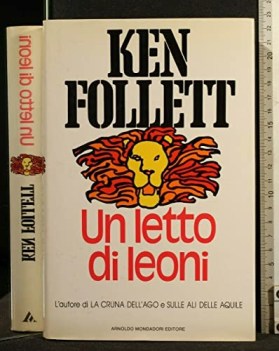 KEN
FOLLETT
Un letto
di leoni
L'autore di LA CRUNA DELL'AGO e SULLE ALI DELLE AQUILE
ARNOLDO MONDADORI EDITORE
Un letto di leoni
KEN FOLLETT